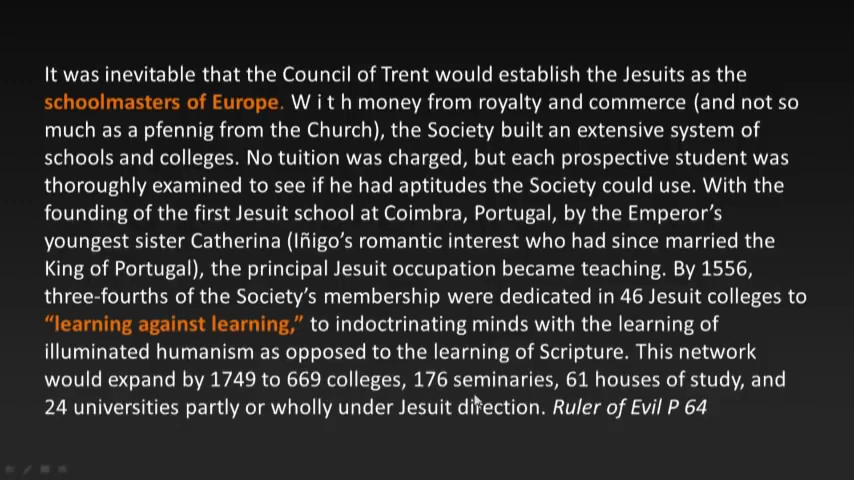 It was inevitable that the Council of Trent would establish the Jesuits as the
schoolmasters of Europe. W i t h money from royalty and commerce (and not so
much as a pfennig from the Church), the Society built an extensive system of
schools and colleges. No tuition was charged, but each prospective student was
thoroughly examined to see if he had aptitudes the Society could use. With the
founding of the first Jesuit school at Coimbra, Portugal, by the Emperor’s
youngest sister Catherina (Iñigo’s romantic interest who had since married the
King of Portugal), the principal Jesuit occupation became teaching. By 1556,
three-fourths of the Society’s membership were dedicated in 46 Jesuit colleges to
“learning against learning,” to indoctrinating minds with the learning of
illuminated humanism as opposed to the learning of Scripture. This network
would expand by 1749 to 669 colleges, 176 seminaries, 61 houses of study, and
24 universities partly or wholly under Jesuit direction. Ruler of Evil P 64